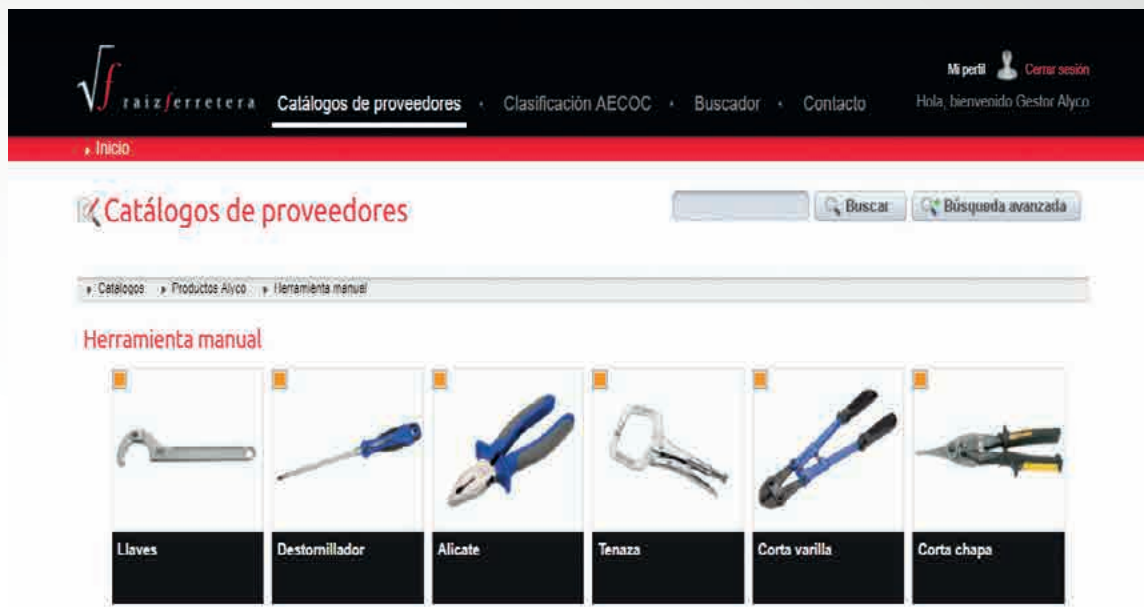 Mi perfil Cerrar sesión
√f raizferretera Catálogos de proveedores · Clasificación AECOC · Buscador · Contacto Hola, bienvenido Gestor Alyco
Inicio
Catálogos de proveedores Buscar Búsqueda avanzada
Catálogos Productos Alyco Herramienta manual
Herramienta manual
Llaves Destornillador Alicate Tenaza Corta varilla Corta chapa